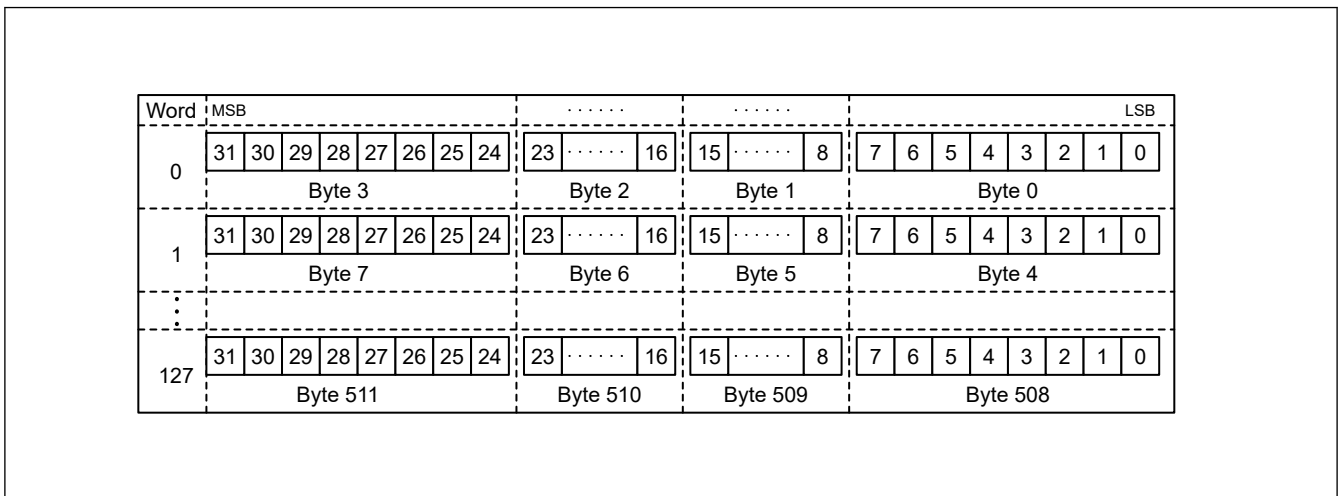 Word MSB ······ ······ LSB
0 31 30 29 28 27 26 25 24 23 ······ 16 15 ······ 8 7 6 5 4 3 2 1 0
Byte 3 Byte 2 Byte 1 Byte 0
1 31 30 29 28 27 26 25 24 23 ······ 16 15 ······ 8 7 6 5 4 3 2 1 0
Byte 7 Byte 6 Byte 5 Byte 4
⋮
127 31 30 29 28 27 26 25 24 23 ······ 16 15 ······ 8 7 6 5 4 3 2 1 0
Byte 511 Byte 510 Byte 509 Byte 508